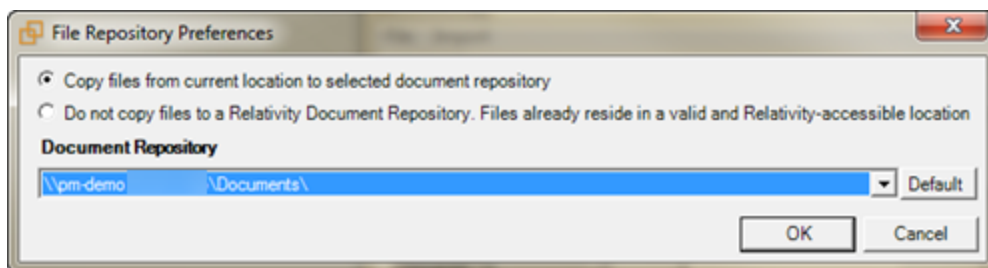 File Repository Preferences
Copy files from current location to selected document repository
Do not copy files to a Relativity Document Repository. Files already reside in a valid and Relativity-accessible location
Document Repository
\\pm-demo \Documents\
Default
OK
Cancel